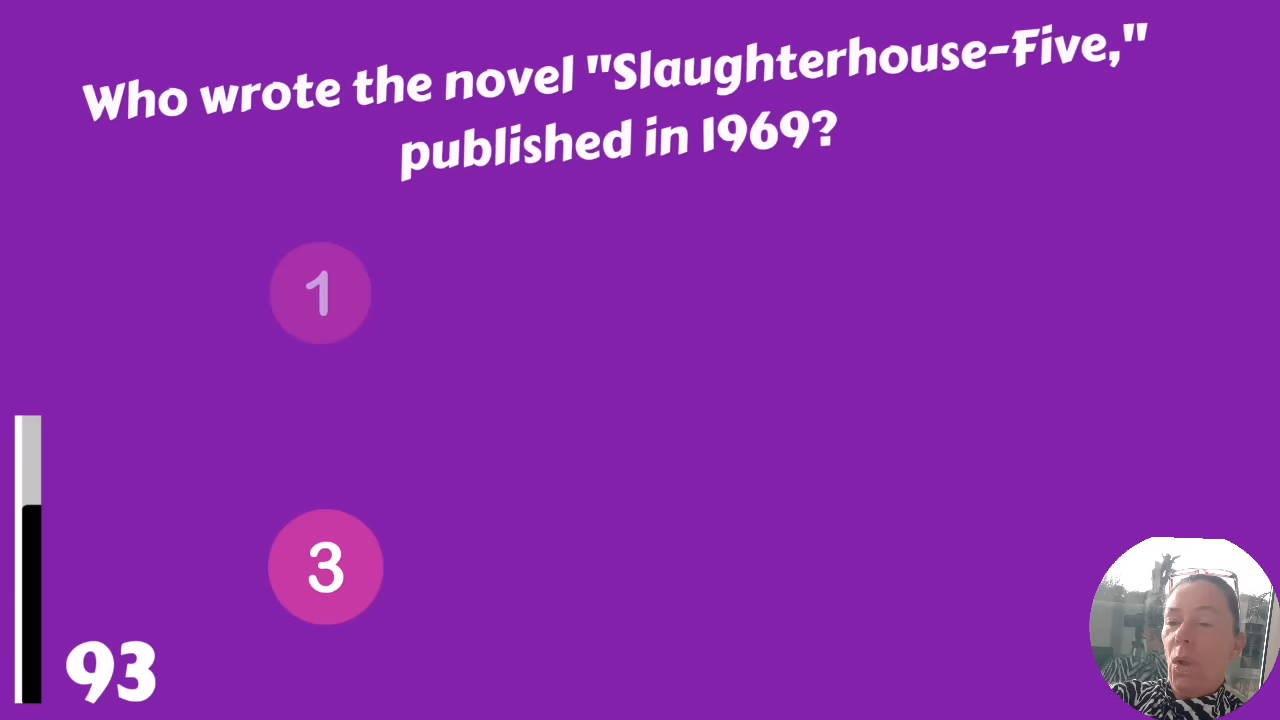 Who wrote the novel "Slaughterhouse-Five,"
published in 1969?
1
3
93